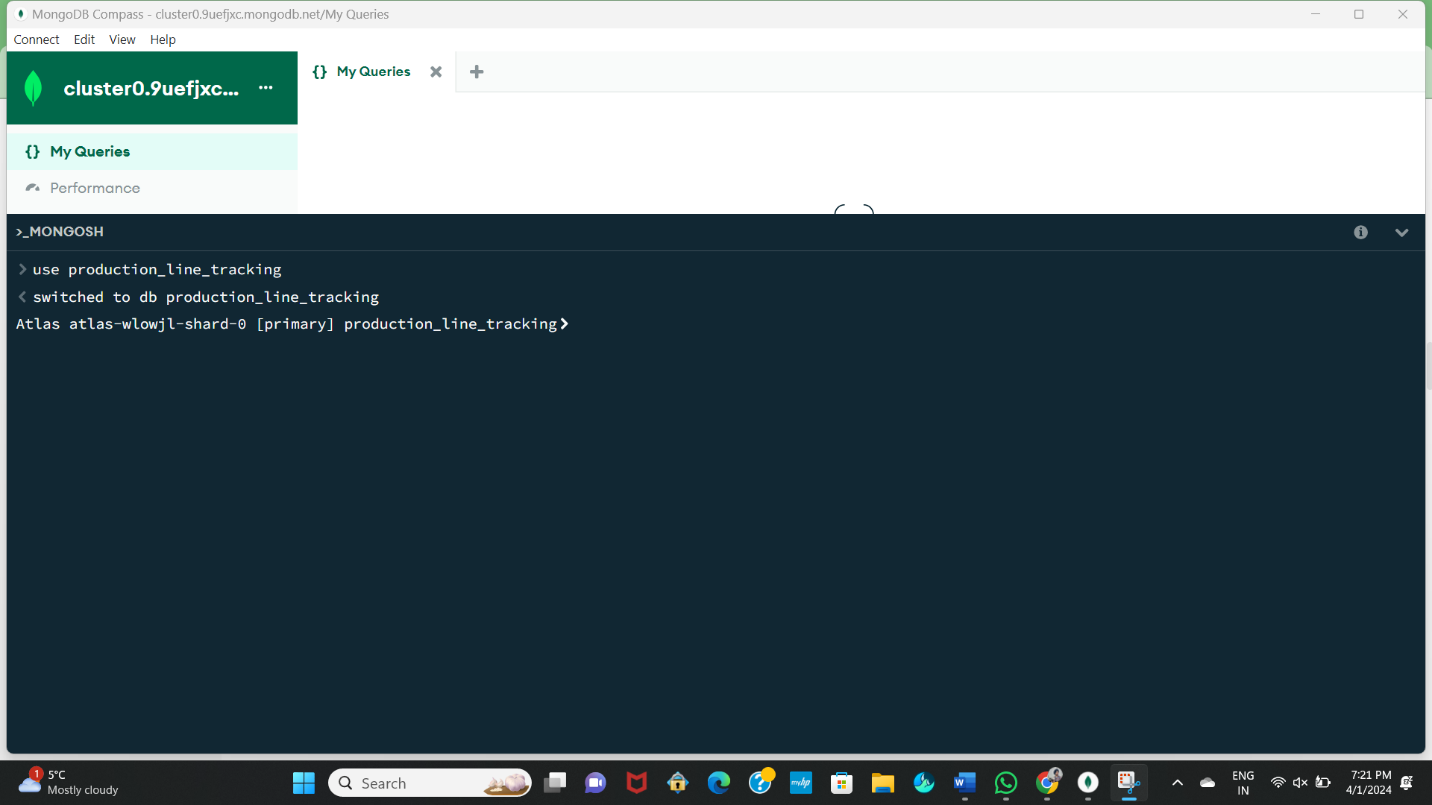 MongoDB Compass - cluster0.9uefjxc.mongodb.net/My Queries
Connect Edit View Help
cluster0.9uefjxc... ...
{} My Queries
{} My Queries
Performance
>_MONGOSH
> use production_line_tracking
< switched to db production_line_tracking
Atlas atlas-wlowjl-shard-0 [primary] production_line_tracking>
1
5°C
Mostly cloudy
Search
myhp
W
ENG
IN
7:21 PM
4/1/2024